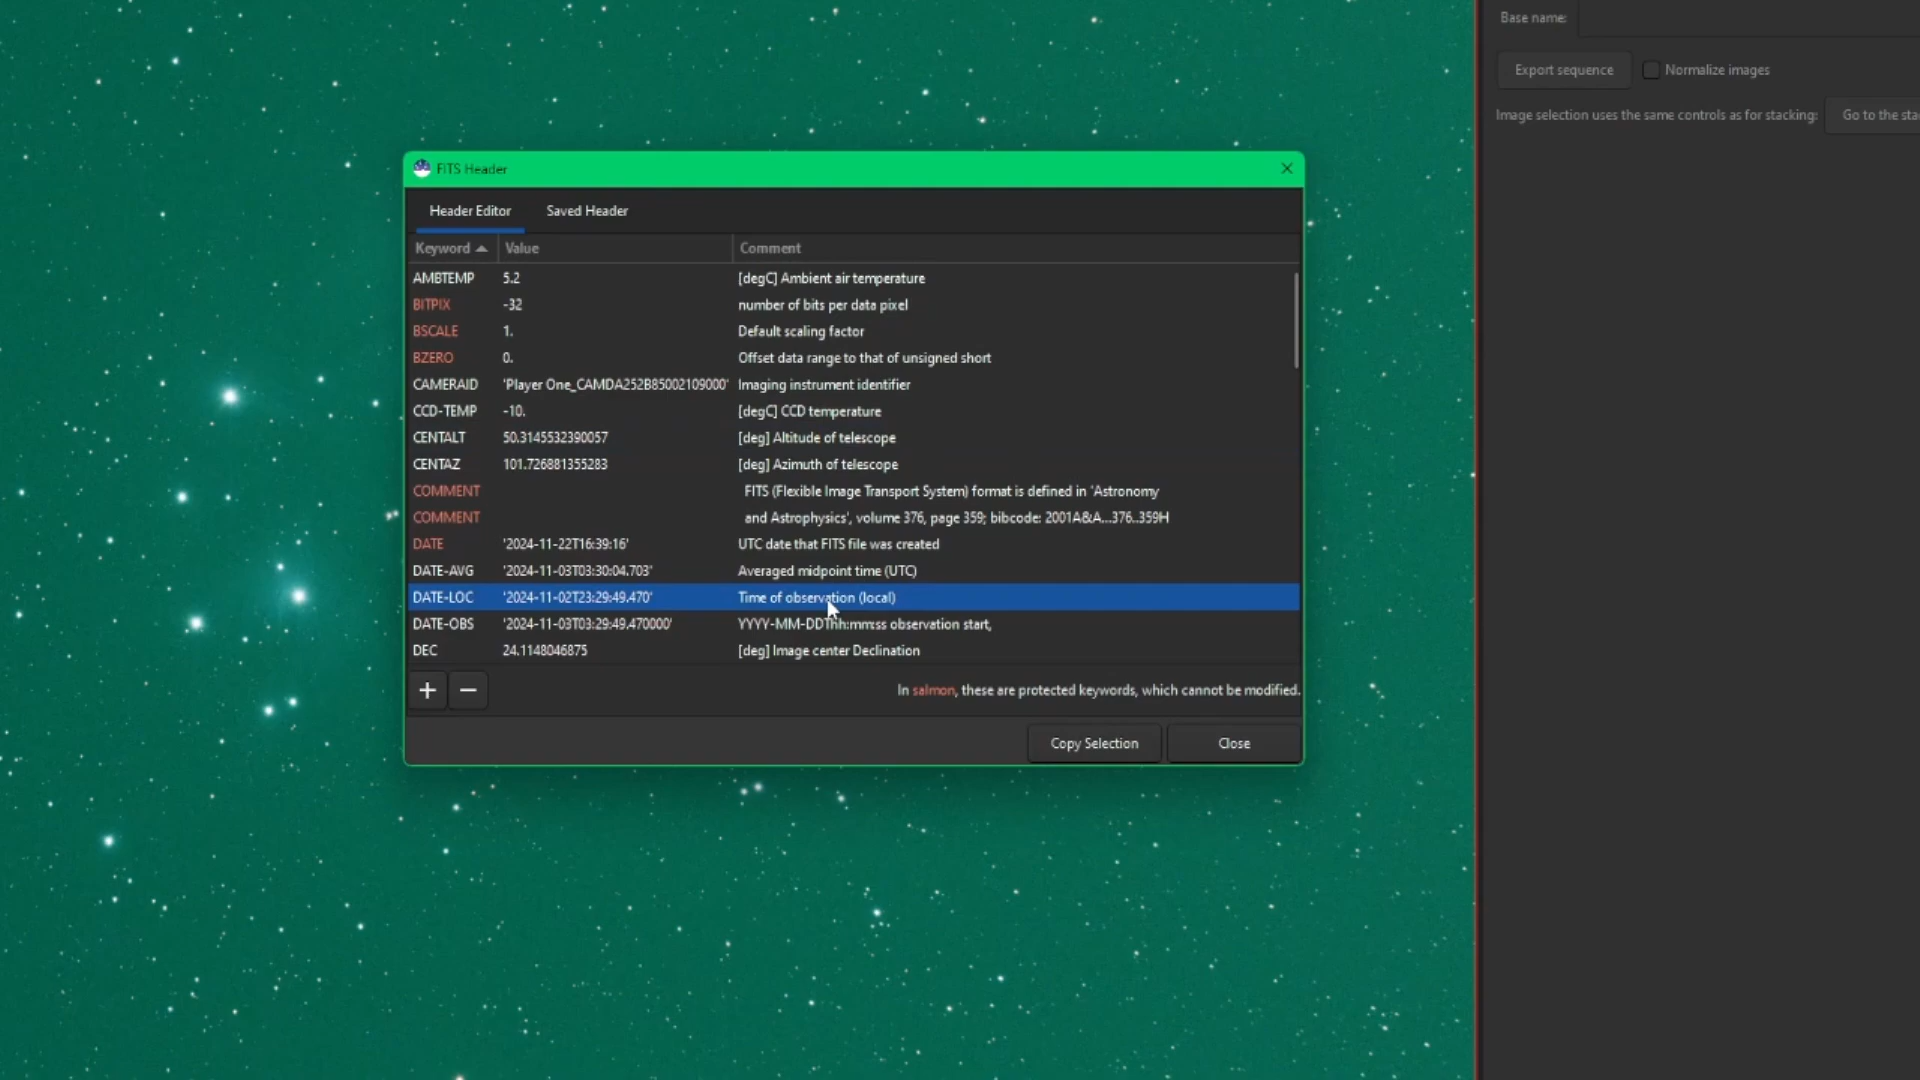 Base name:
Export sequence Normalize images
Image selection uses the same controls as for stacking: Go to the
FITS Header
Header Editor Saved Header
Keyword Value Comment
AMBTEMP 5.2 [degC] Ambient air temperature
BITPIX -32 number of bits per data pixel
BSCALE 1. Default scaling factor
BZERO 0. Offset data range to that of unsigned short
CAMERAID 'Player One_CAMDA252B85002109000' Imaging instrument identifier
CCD-TEMP -10. [degC] CCD temperature
CENTALT 50.3145532390057 [deg] Altitude of telescope
CENTAZ 101.726881355283 [deg] Azimuth of telescope
COMMENT FITS (Flexible Image Transport System) format is defined in 'Astronomy
COMMENT and Astrophysics', volume 376, page 359; bibcode: 2001A&A...376..359H
DATE '2024-11-22T16:39:16' UTC date that FITS file was created
DATE-AVG '2024-11-03T03:30:04.703' Averaged midpoint time (UTC)
DATE-LOC '2024-11-02T23:29:49.470' Time of observation (local)
DATE-OBS '2024-11-03T03:29:49.470000' YYYY-MM-DDThh:mm:ss observation start,
DEC 24.1148046875 [deg] Image center Declination
+ − In salmon, these are protected keywords, which cannot be modified.
Copy Selection Close